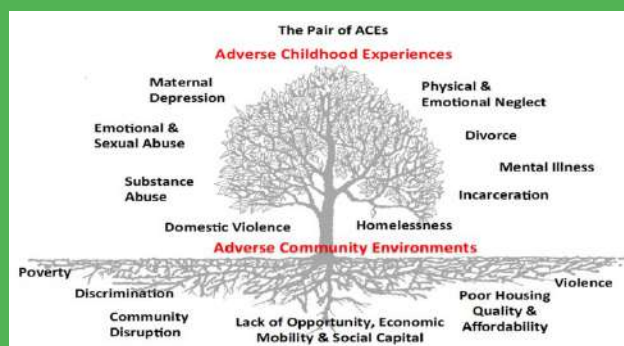 The Pair of ACEs
Adverse Childhood Experiences
Maternal
Depression
Physical &
Emotional Neglect
Emotional &
Sexual Abuse
Divorce
Mental Illness
Substance
Abuse
Incarceration
Domestic Violence
Homelessness
Adverse Community Environments
Poverty
Violence
Discrimination
Poor Housing
Quality &
Affordability
Community
Disruption
Lack of Opportunity, Economic
Mobility & Social Capital